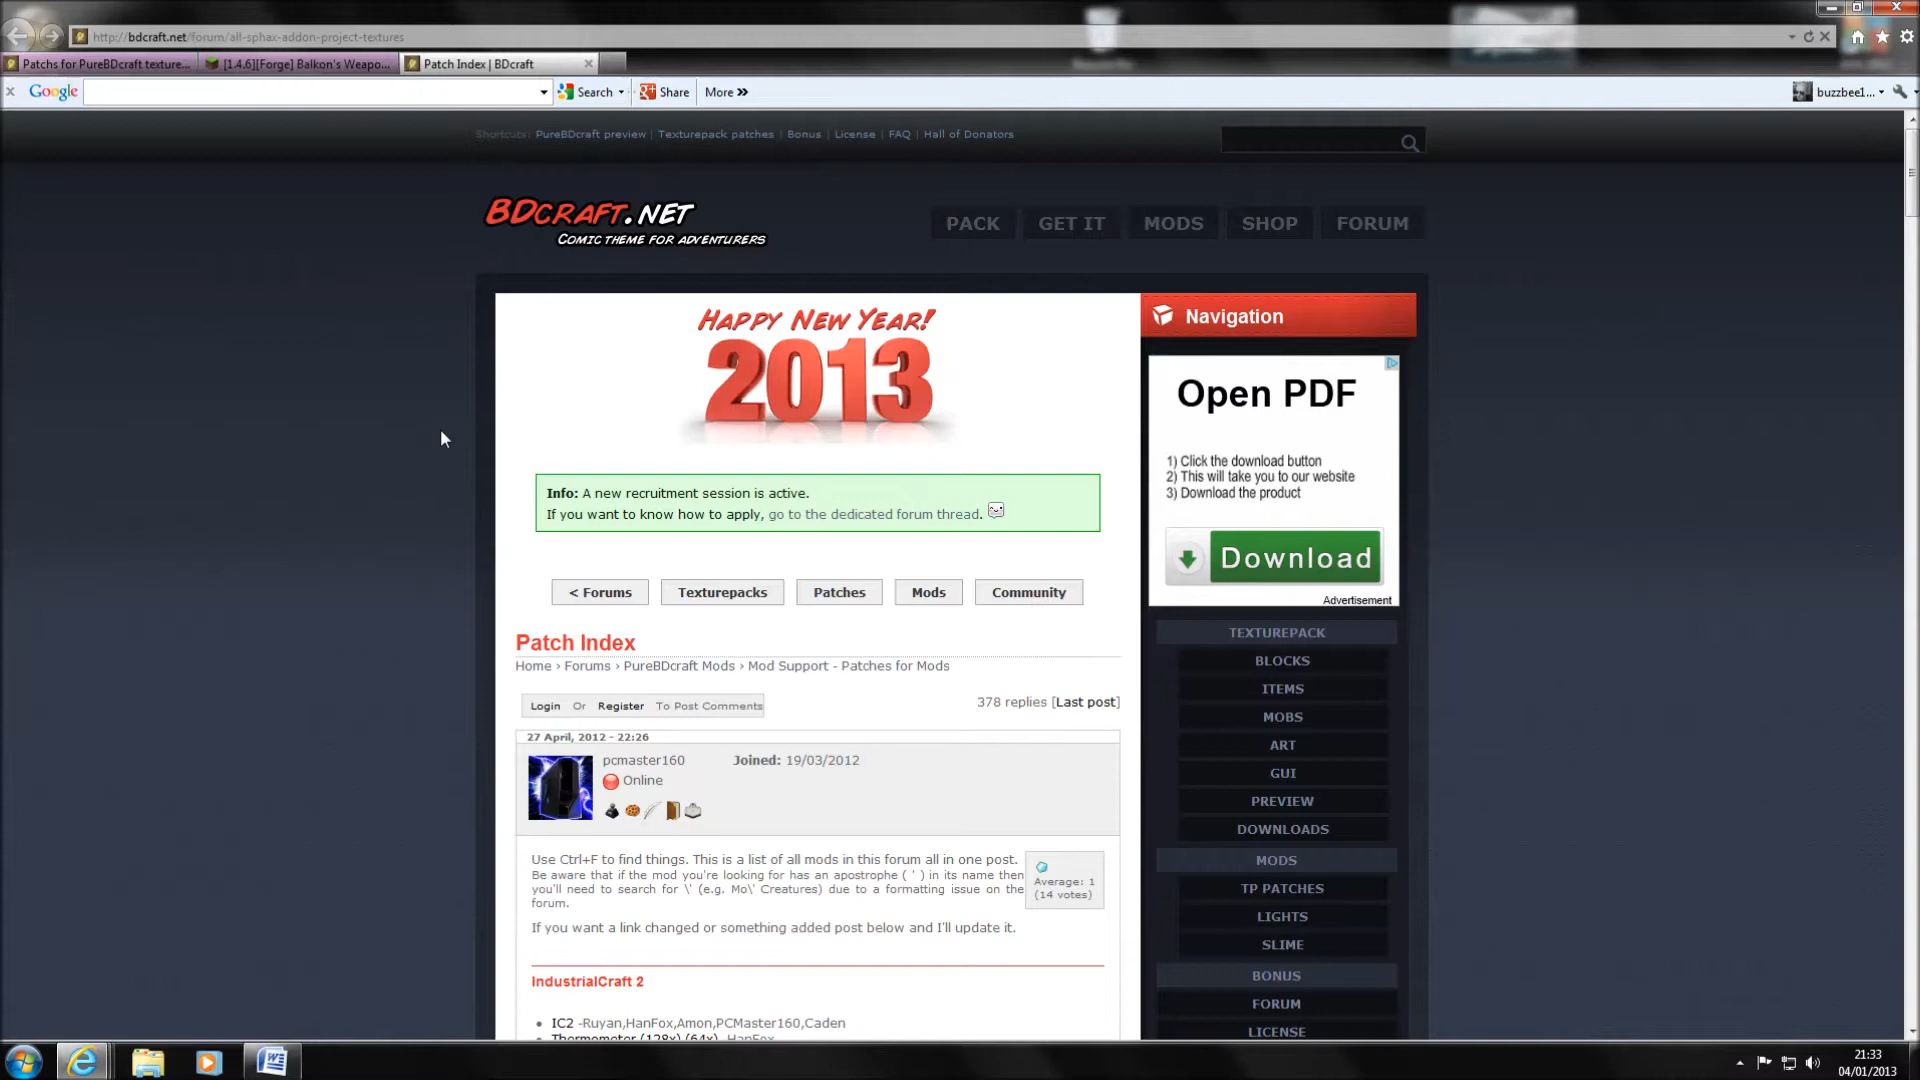 http://bdcraft.net/forum/all-sphax-addon-project-textures
Patchs for PureBDcraft texture...
[1.4.6][Forge] Balkon's Weapo...
Patch Index | BDcraft
Google
Search
Share
More »
buzzbee1...
Shortcuts: PureBDcraft preview | Texturepack patches | Bonus | License | FAQ | Hall of Donators
BDcraft.net
Comic theme for adventurers
PACK
GET IT
MODS
SHOP
FORUM
Happy New Year!
2013
Info: A new recruitment session is active.
If you want to know how to apply, go to the dedicated forum thread.
< Forums
Texturepacks
Patches
Mods
Community
Patch Index
Home › Forums › PureBDcraft Mods › Mod Support - Patches for Mods
Login Or Register To Post Comments
378 replies [Last post]
27 April, 2012 - 22:26
pcmaster160
Joined: 19/03/2012
Online
Use Ctrl+F to find things. This is a list of all mods in this forum all in one post.
Be aware that if the mod you're looking for has an apostrophe ( ' ) in its name then
you'll need to search for \' (e.g. Mo\' Creatures) due to a formatting issue on the
forum.
Average: 1
(14 votes)
If you want a link changed or something added post below and I'll update it.
IndustrialCraft 2
• IC2 -Ruyan,HanFox,Amon,PCMaster160,Caden
Thermometer (128x) (64x) -HanFox
Navigation
Open PDF
1) Click the download button
2) This will take you to our website
3) Download the product
Download
Advertisement
TEXTUREPACK
BLOCKS
ITEMS
MOBS
ART
GUI
PREVIEW
DOWNLOADS
MODS
TP PATCHES
LIGHTS
SLIME
BONUS
FORUM
LICENSE
21:33
04/01/2013